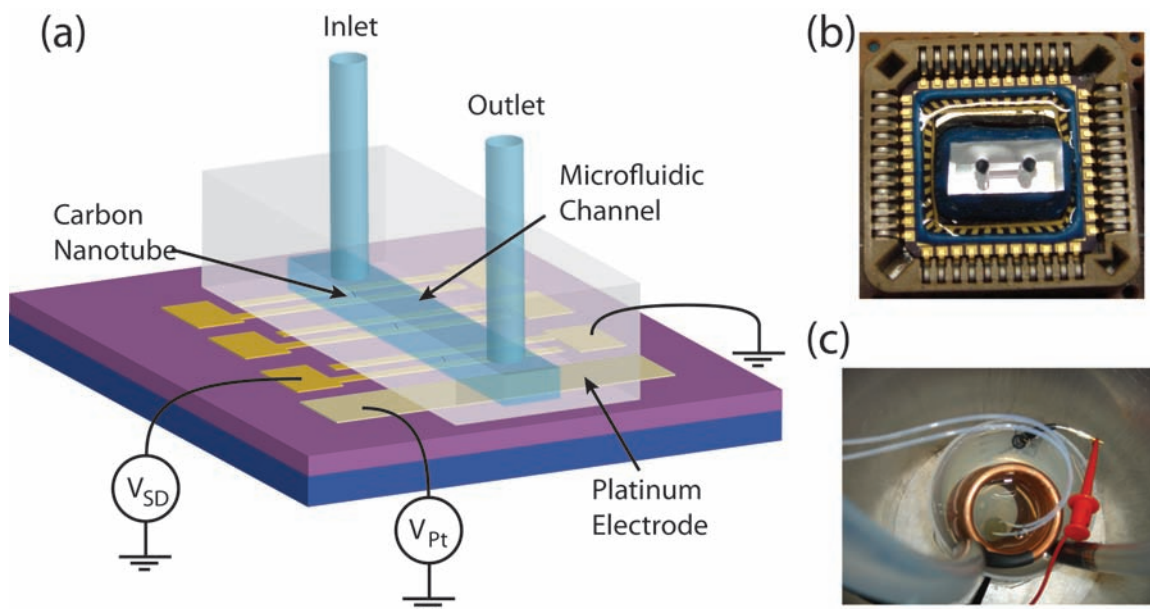 (a)
Inlet
Outlet
Carbon
Nanotube
Microfluidic
Channel
V_SD
V_Pt
Platinum
Electrode
(b)
(c)